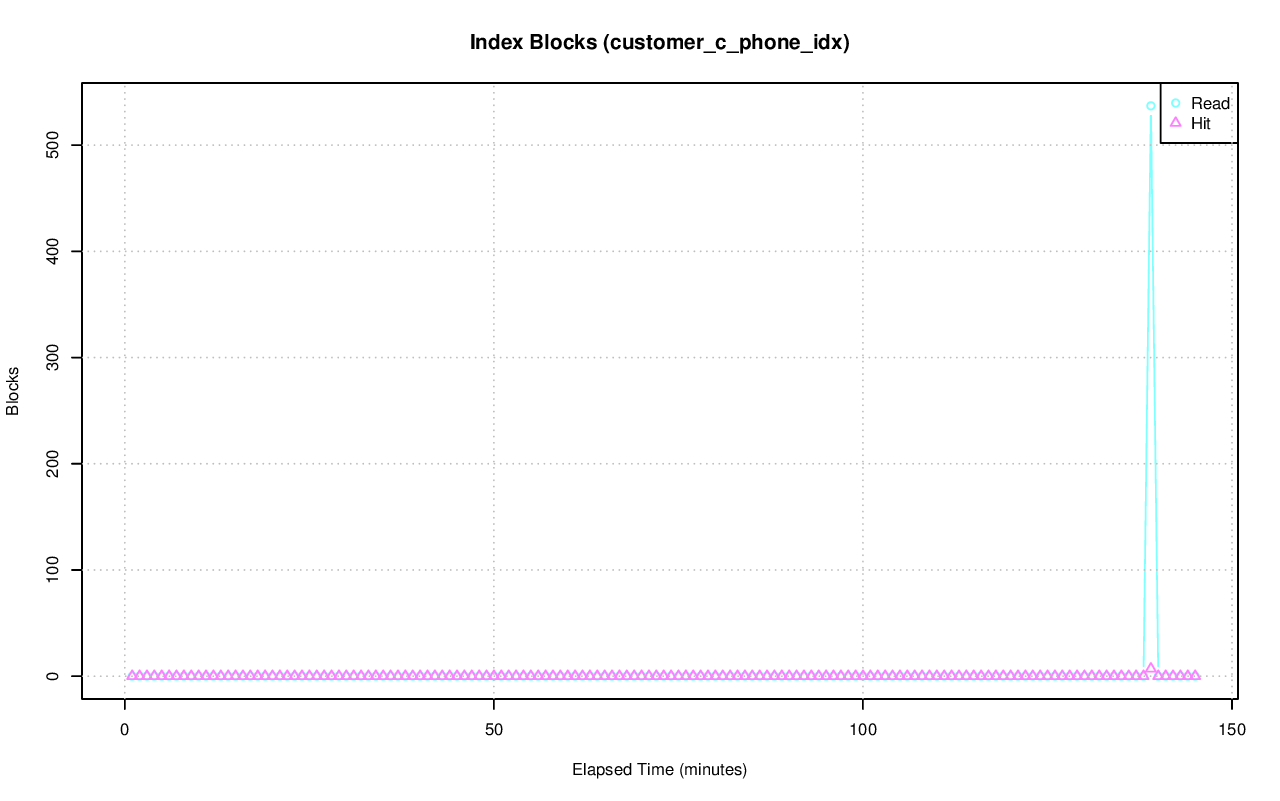 Index Blocks (customer_c_phone_idx)
Read
Hit
500
400
300
200
100
0
Blocks
0 50 100 150
Elapsed Time (minutes)